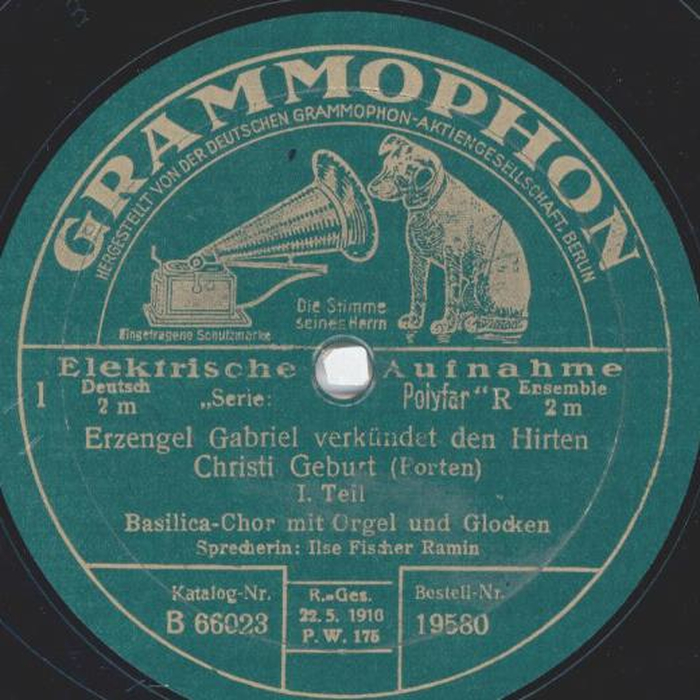 GRAMMOPHON
HERGESTELLT VON DER DEUTSCHEN GRAMMOPHON-AKTIENGESELLSCHAFT, BERLIN
Die Stimme
seines Herrn
Eingetragene Schutzmarke
Elektrische Aufnahme
1 Deutsch 2 m „Serie: Polyfar“ R Ensemble 2 m
Erzengel Gabriel verkündet den Hirten
Christi Geburt (Forten)
I. Teil
Basilica-Chor mit Orgel und Glocken
Sprecherin: Ilse Fischer Ramin
Katalog-Nr.
B 66023
R.-Ges.
22. 5. 1910
P. W. 175
Bestell-Nr.
19580